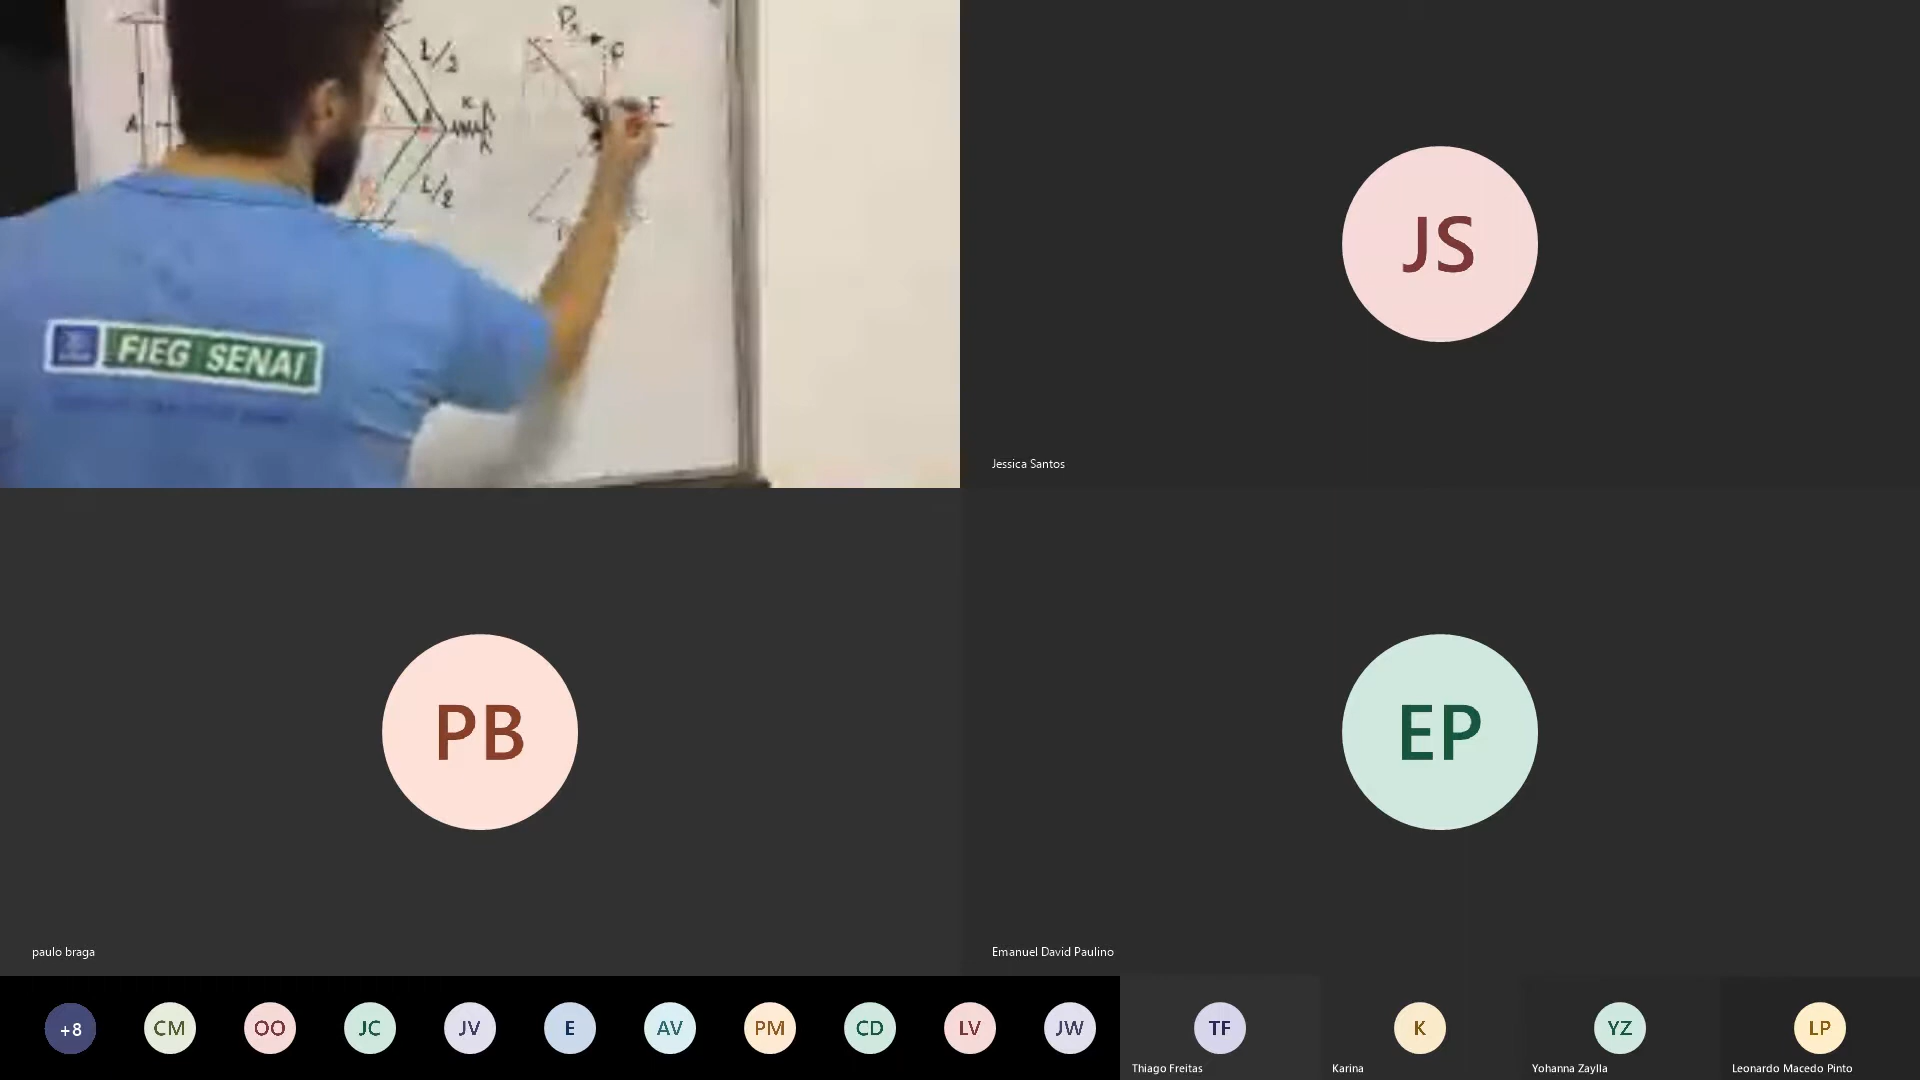 Px
L/2
P
K
F
A
A
L/2
FIEG SENAI
JS
Jessica Santos
PB
EP
paulo braga
Emanuel David Paulino
+8
CM
OO
JC
JV
E
AV
PM
CD
LV
JW
TF
K
YZ
LP
Thiago Freitas
Karina
Yohanna Zaylla
Leonardo Macedo Pinto